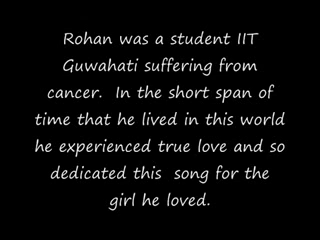 Rohan was a student IIT
Guwahati suffering from
cancer.  In the short span of
time that he lived in this world
he experienced true love and so
dedicated this  song for the
girl he loved.